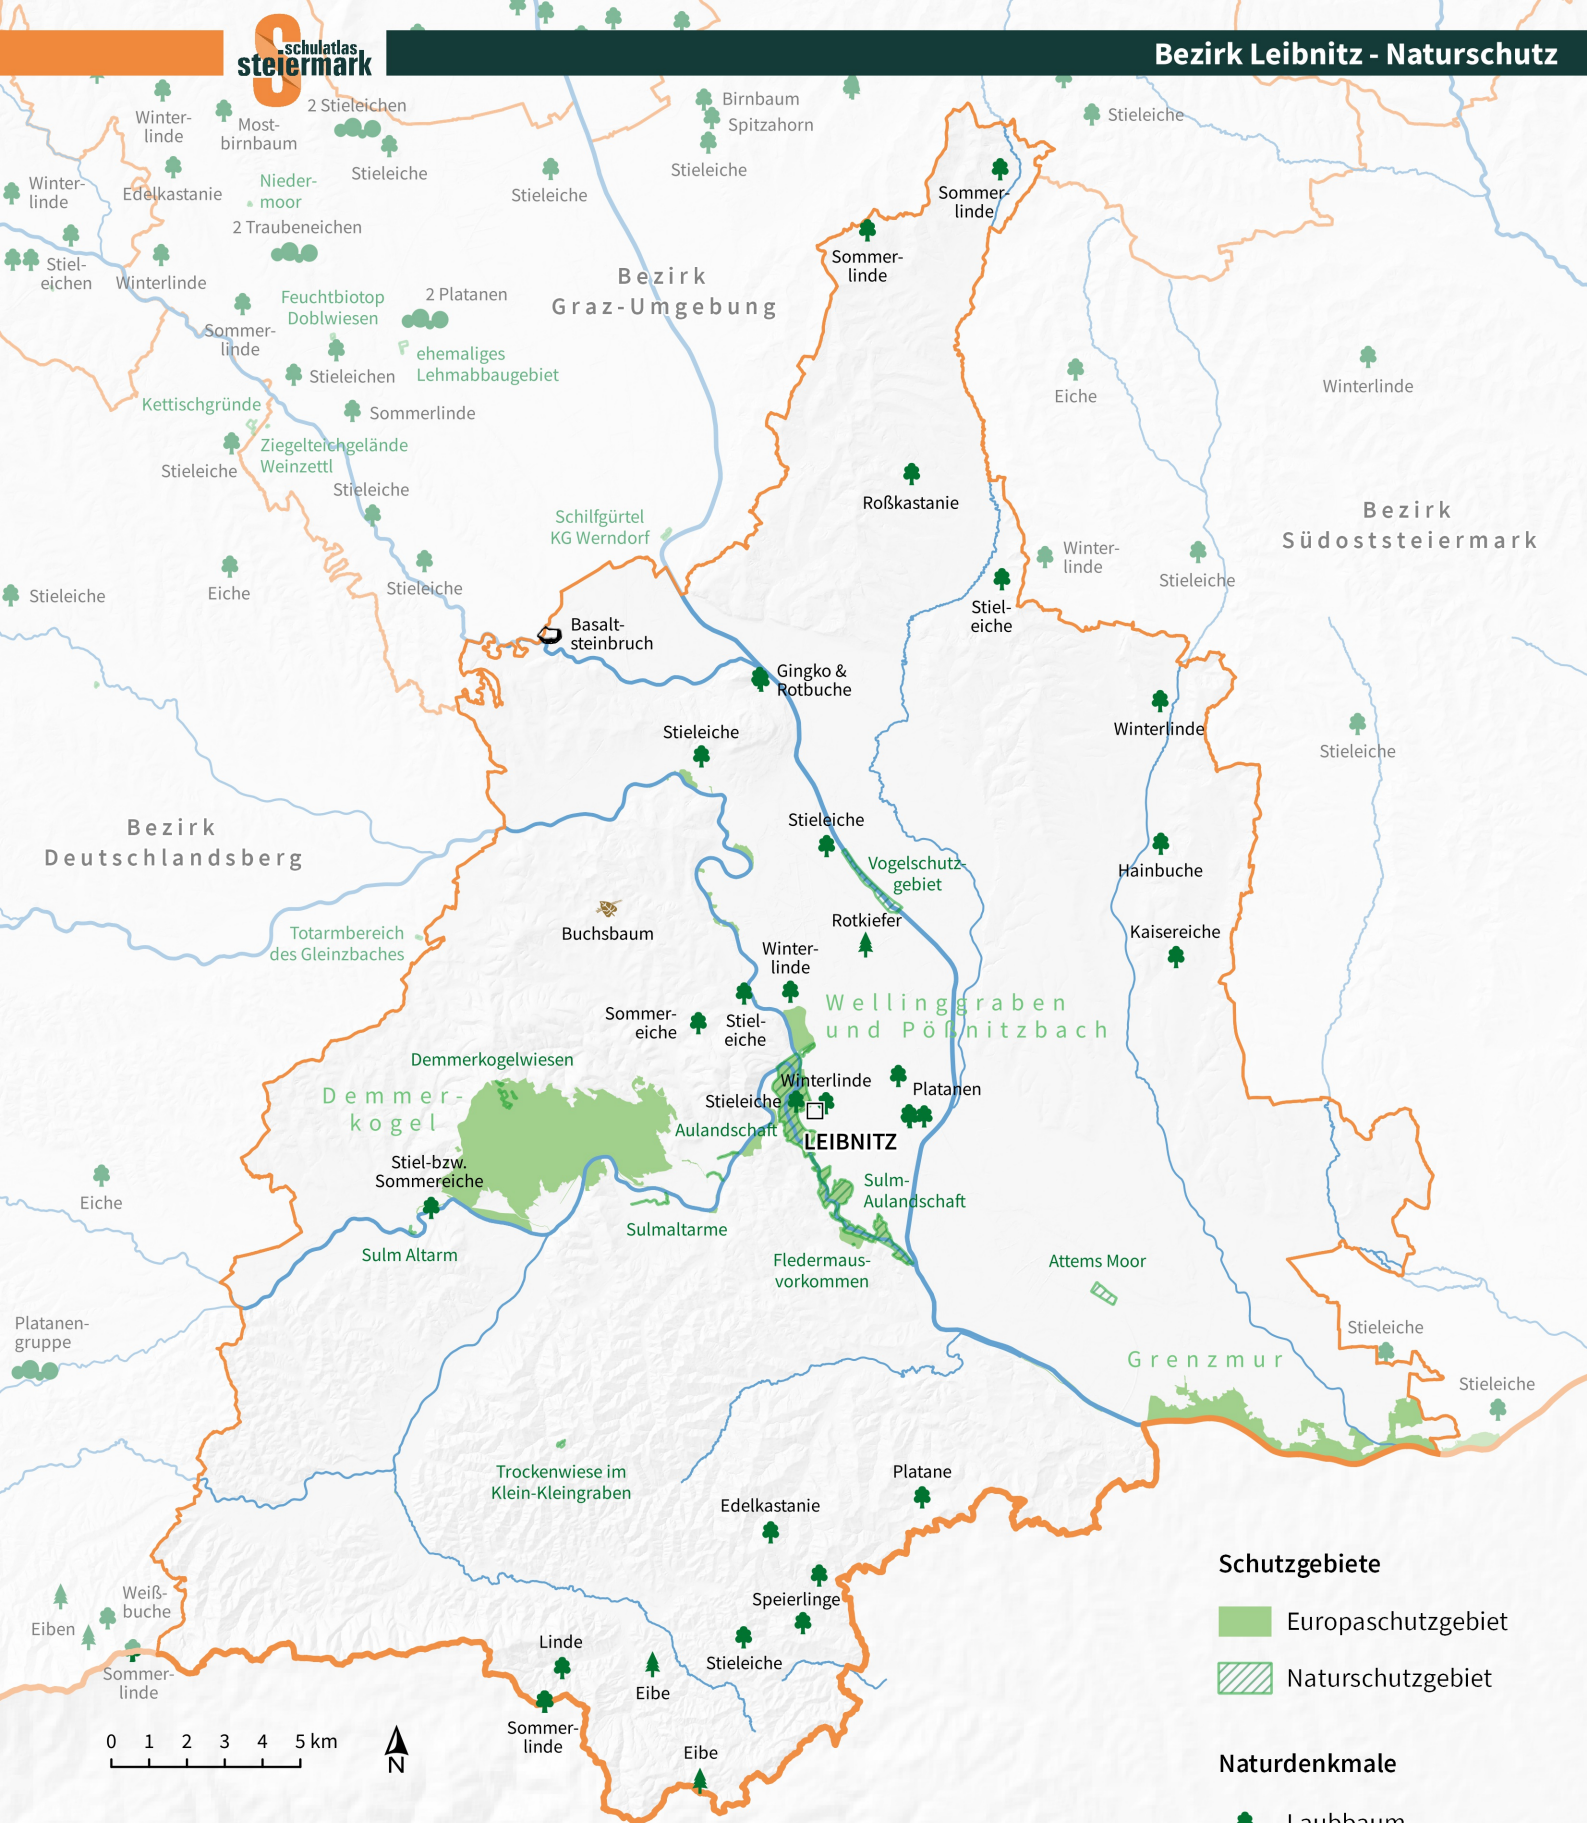 schulatlas
steiermark
Bezirk Leibnitz - Naturschutz
Winter-
linde
Most-
birnbaum
2 Stieleichen
Stieleiche
Edelkastanie
Winter-
linde
Nieder-
moor
2 Traubeneichen
Stiel-
eichen
Winterlinde
Stieleiche
Birnbaum
Spitzahorn
Stieleiche
Stieleiche
Sommer-
linde
Sommer-
linde
Bezirk
Graz-Umgebung
Feuchtbiotop
Doblwiesen
2 Platanen
Sommer-
linde
ehemaliges
Lehmabbaugebiet
Stieleichen
Kettischgründe
Sommerlinde
Ziegelteichgelände
Weinzettl
Stieleiche
Stieleiche
Eiche
Winterlinde
Roßkastanie
Bezirk
Südoststeiermark
Schilfgürtel
KG Werndorf
Winter-
linde
Stieleiche
Stieleiche
Eiche
Stieleiche
Stiel-
eiche
Basalt-
steinbruch
Gingko &
Rotbuche
Stieleiche
Winterlinde
Stieleiche
Bezirk
Deutschlandsberg
Stieleiche
Vogelschutz-
gebiet
Hainbuche
Buchsbaum
Rotkiefer
Kaisereiche
Totarmbereich
des Gleinzbaches
Winter-
linde
Wellinggraben
und Pößnitzbach
Sommer-
eiche
Stiel-
eiche
Demmerkogelwiesen
Demmer-
kogel
Winterlinde
Platanen
Stieleiche
Aulandschaft
LEIBNITZ
Stiel-bzw.
Sommereiche
Sulm-
Aulandschaft
Eiche
Sulmaltarme
Sulm Altarm
Fledermaus-
vorkommen
Attems Moor
Platanen-
gruppe
Stieleiche
Grenzmur
Stieleiche
Trockenwiese im
Klein-Kleingraben
Platane
Edelkastanie
Speierlinge
Weiß-
buche
Eiben
Sommer-
linde
Linde
Eibe
Stieleiche
Sommer-
linde
Eibe
0 1 2 3 4 5 km
N
Schutzgebiete
Europaschutzgebiet
Naturschutzgebiet
Naturdenkmale
Laubbaum